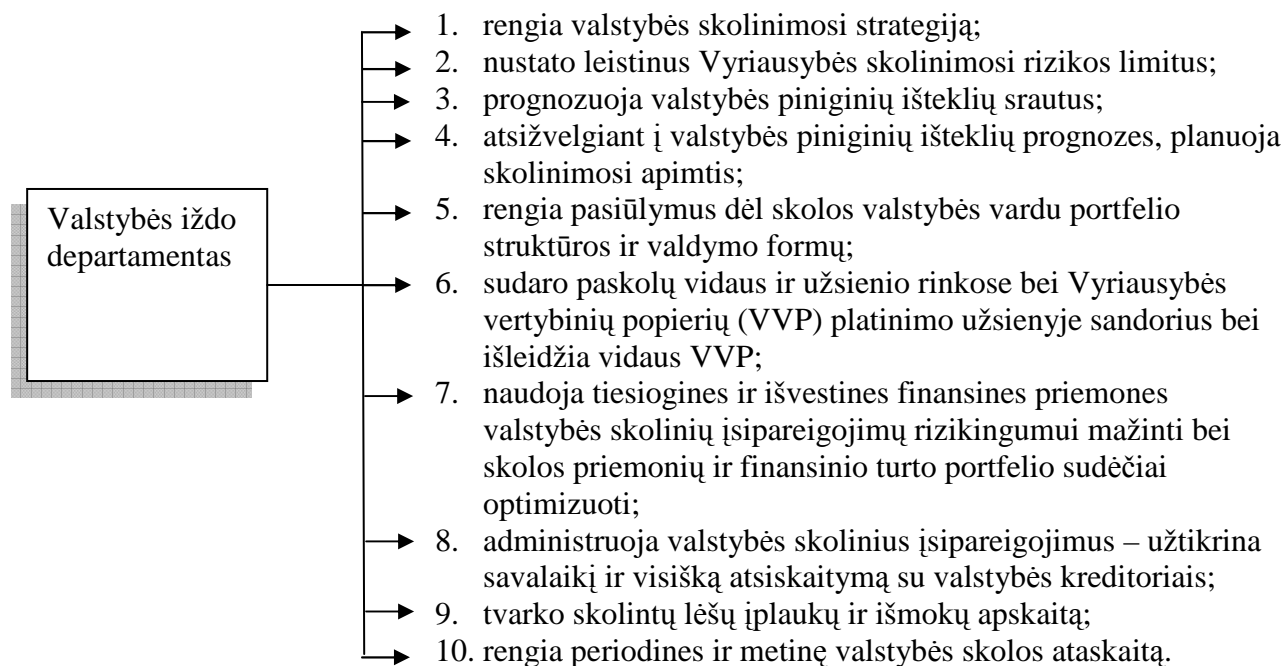 Valstybės iždo
departamentas
1. rengia valstybės skolinimosi strategiją;
2. nustato leistinus Vyriausybės skolinimosi rizikos limitus;
3. prognozuoja valstybės piniginių išteklių srautus;
4. atsižvelgiant į valstybės piniginių išteklių prognozes, planuoja
skolinimosi apimtis;
5. rengia pasiūlymus dėl skolos valstybės vardu portfelio
struktūros ir valdymo formų;
6. sudaro paskolų vidaus ir užsienio rinkose bei Vyriausybės
vertybinių popierių (VVP) platinimo užsienyje sandorius bei
išleidžia vidaus VVP;
7. naudoja tiesiogines ir išvestines finansines priemones
valstybės skolinių įsipareigojimų rizikingumui mažinti bei
skolos priemonių ir finansinio turto portfelio sudėčiai
optimizuoti;
8. administruoja valstybės skolinius įsipareigojimus – užtikrina
savalaikį ir visišką atsiskaitymą su valstybės kreditoriais;
9. tvarko skolintų lėšų įplaukų ir išmokų apskaitą;
10. rengia periodines ir metinę valstybės skolos ataskaitą.